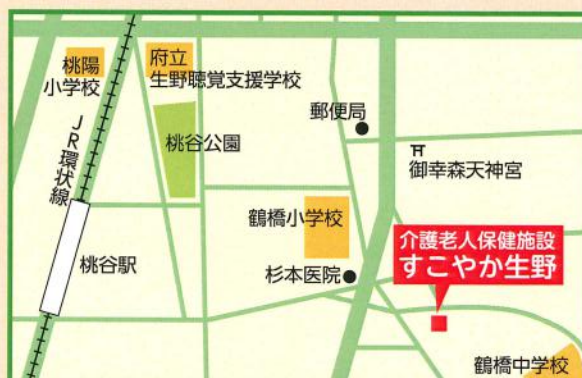 桃陽
小学校
府立
生野聴覚支援学校
JR環状線
桃谷公園
郵便局
御幸森天神宮
鶴橋小学校
桃谷駅
杉本医院
介護老人保健施設
すこやか生野
鶴橋中学校